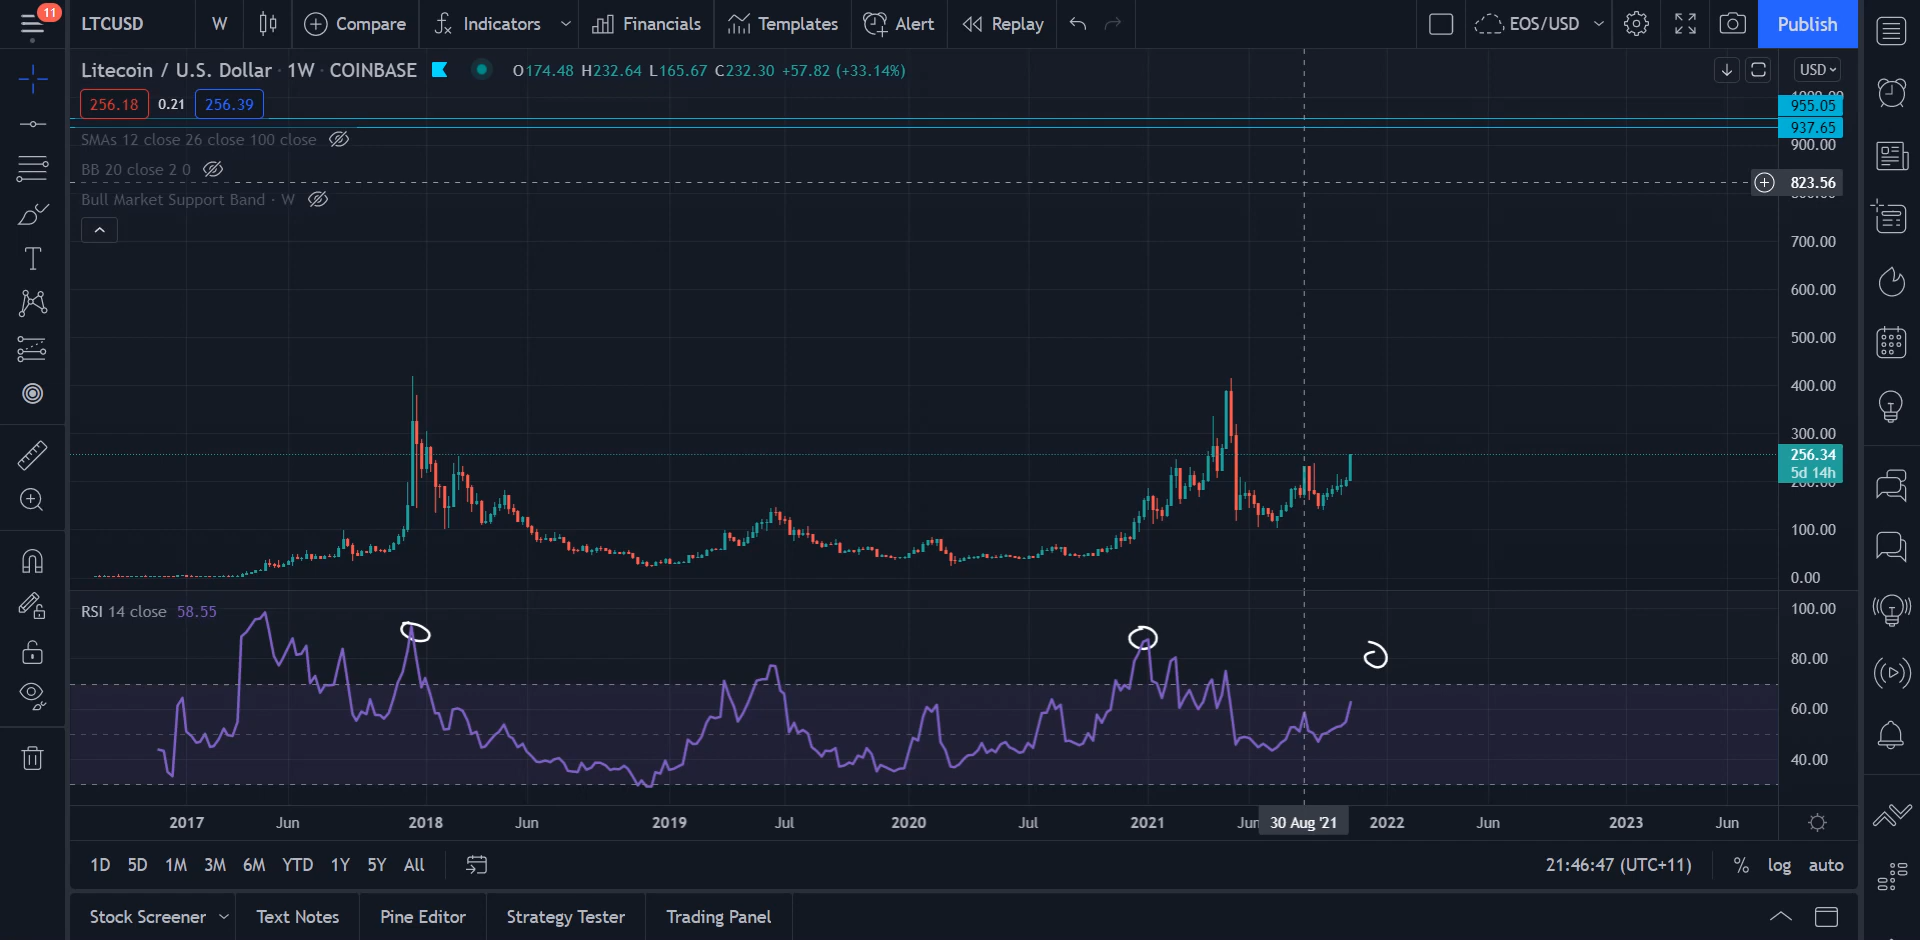 11
LTCUSD W Compare Indicators Financials Templates Alert Replay EOS/USD Publish
Litecoin / U.S. Dollar · 1W · COINBASE O174.48 H232.64 L165.67 C232.30 +57.82 (+33.14%) USD
256.18 0.21 256.39
955.05
937.65
SMAs 12 close 26 close 100 close
900.00
BB 20 close 2 0
823.56
Bull Market Support Band · W
700.00
600.00
500.00
400.00
300.00
256.34
5d 14h
200.00
100.00
0.00
RSI 14 close 58.55
100.00
80.00
60.00
40.00
2017 Jun 2018 Jun 2019 Jul 2020 Jul 2021 Jun 30 Aug '21 2022 Jun 2023 Jun
1D 5D 1M 3M 6M YTD 1Y 5Y All 21:46:47 (UTC+11) % log auto
Stock Screener Text Notes Pine Editor Strategy Tester Trading Panel